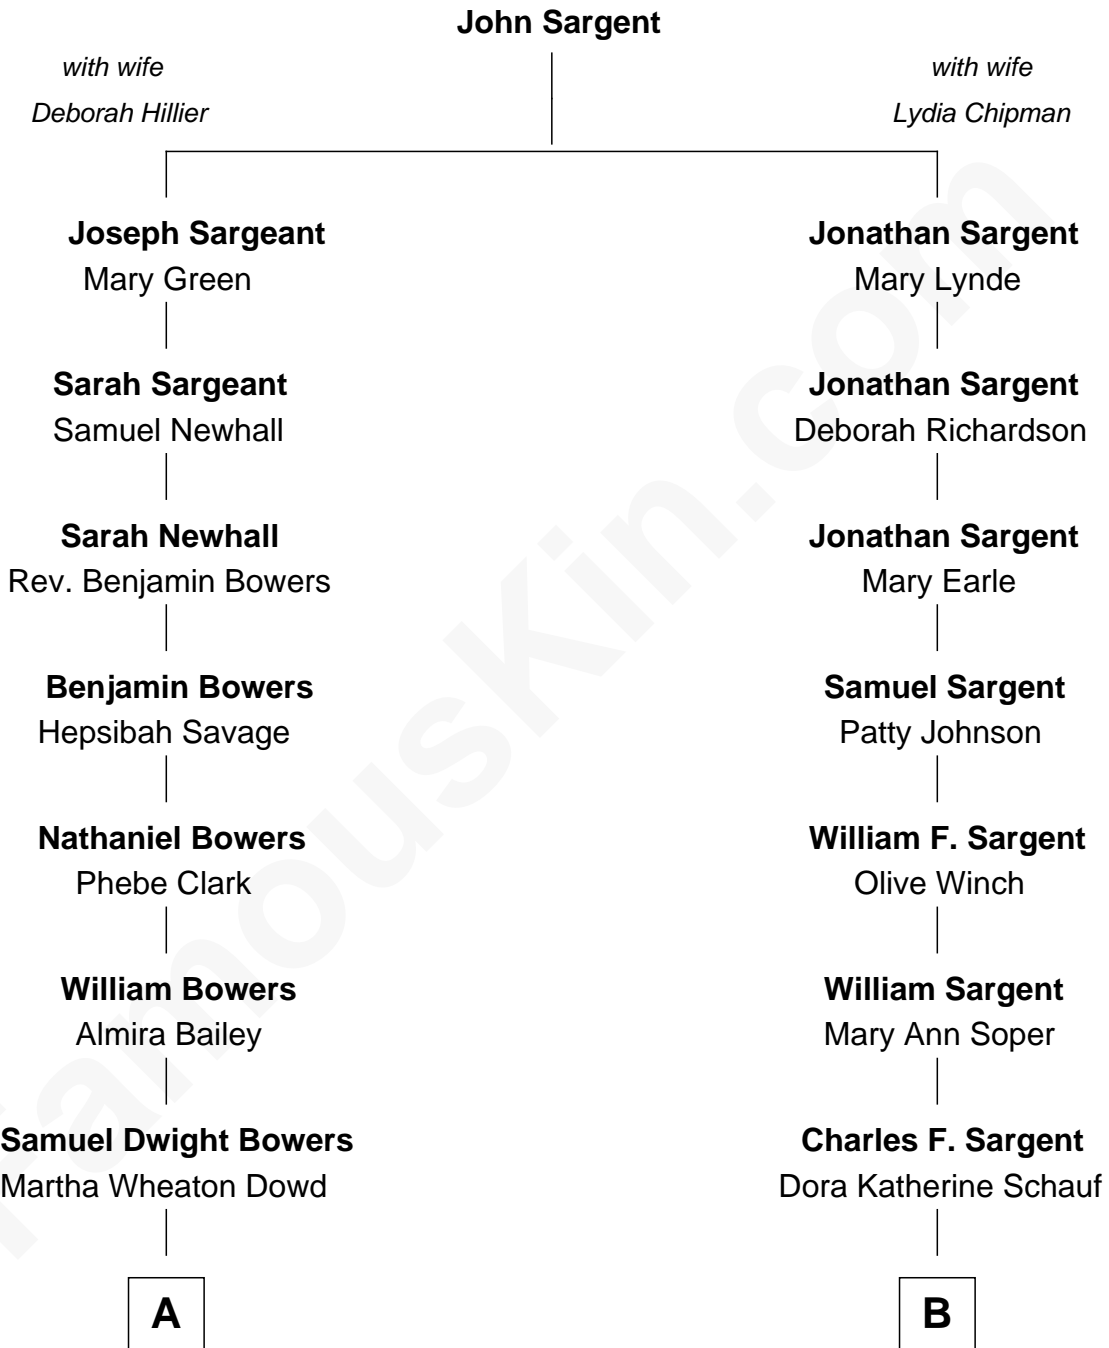 John Sargent
with wife
Deborah Hillier
with wife
Lydia Chipman
Joseph Sargeant
Mary Green
Jonathan Sargent
Mary Lynde
Sarah Sargeant
Samuel Newhall
Jonathan Sargent
Deborah Richardson
Sarah Newhall
Rev. Benjamin Bowers
Jonathan Sargent
Mary Earle
Benjamin Bowers
Hepsibah Savage
Samuel Sargent
Patty Johnson
Nathaniel Bowers
Phebe Clark
William F. Sargent
Olive Winch
William Bowers
Almira Bailey
William Sargent
Mary Ann Soper
Samuel Dwight Bowers
Martha Wheaton Dowd
Charles F. Sargent
Dora Katherine Schauf
A
B
famouskin.com